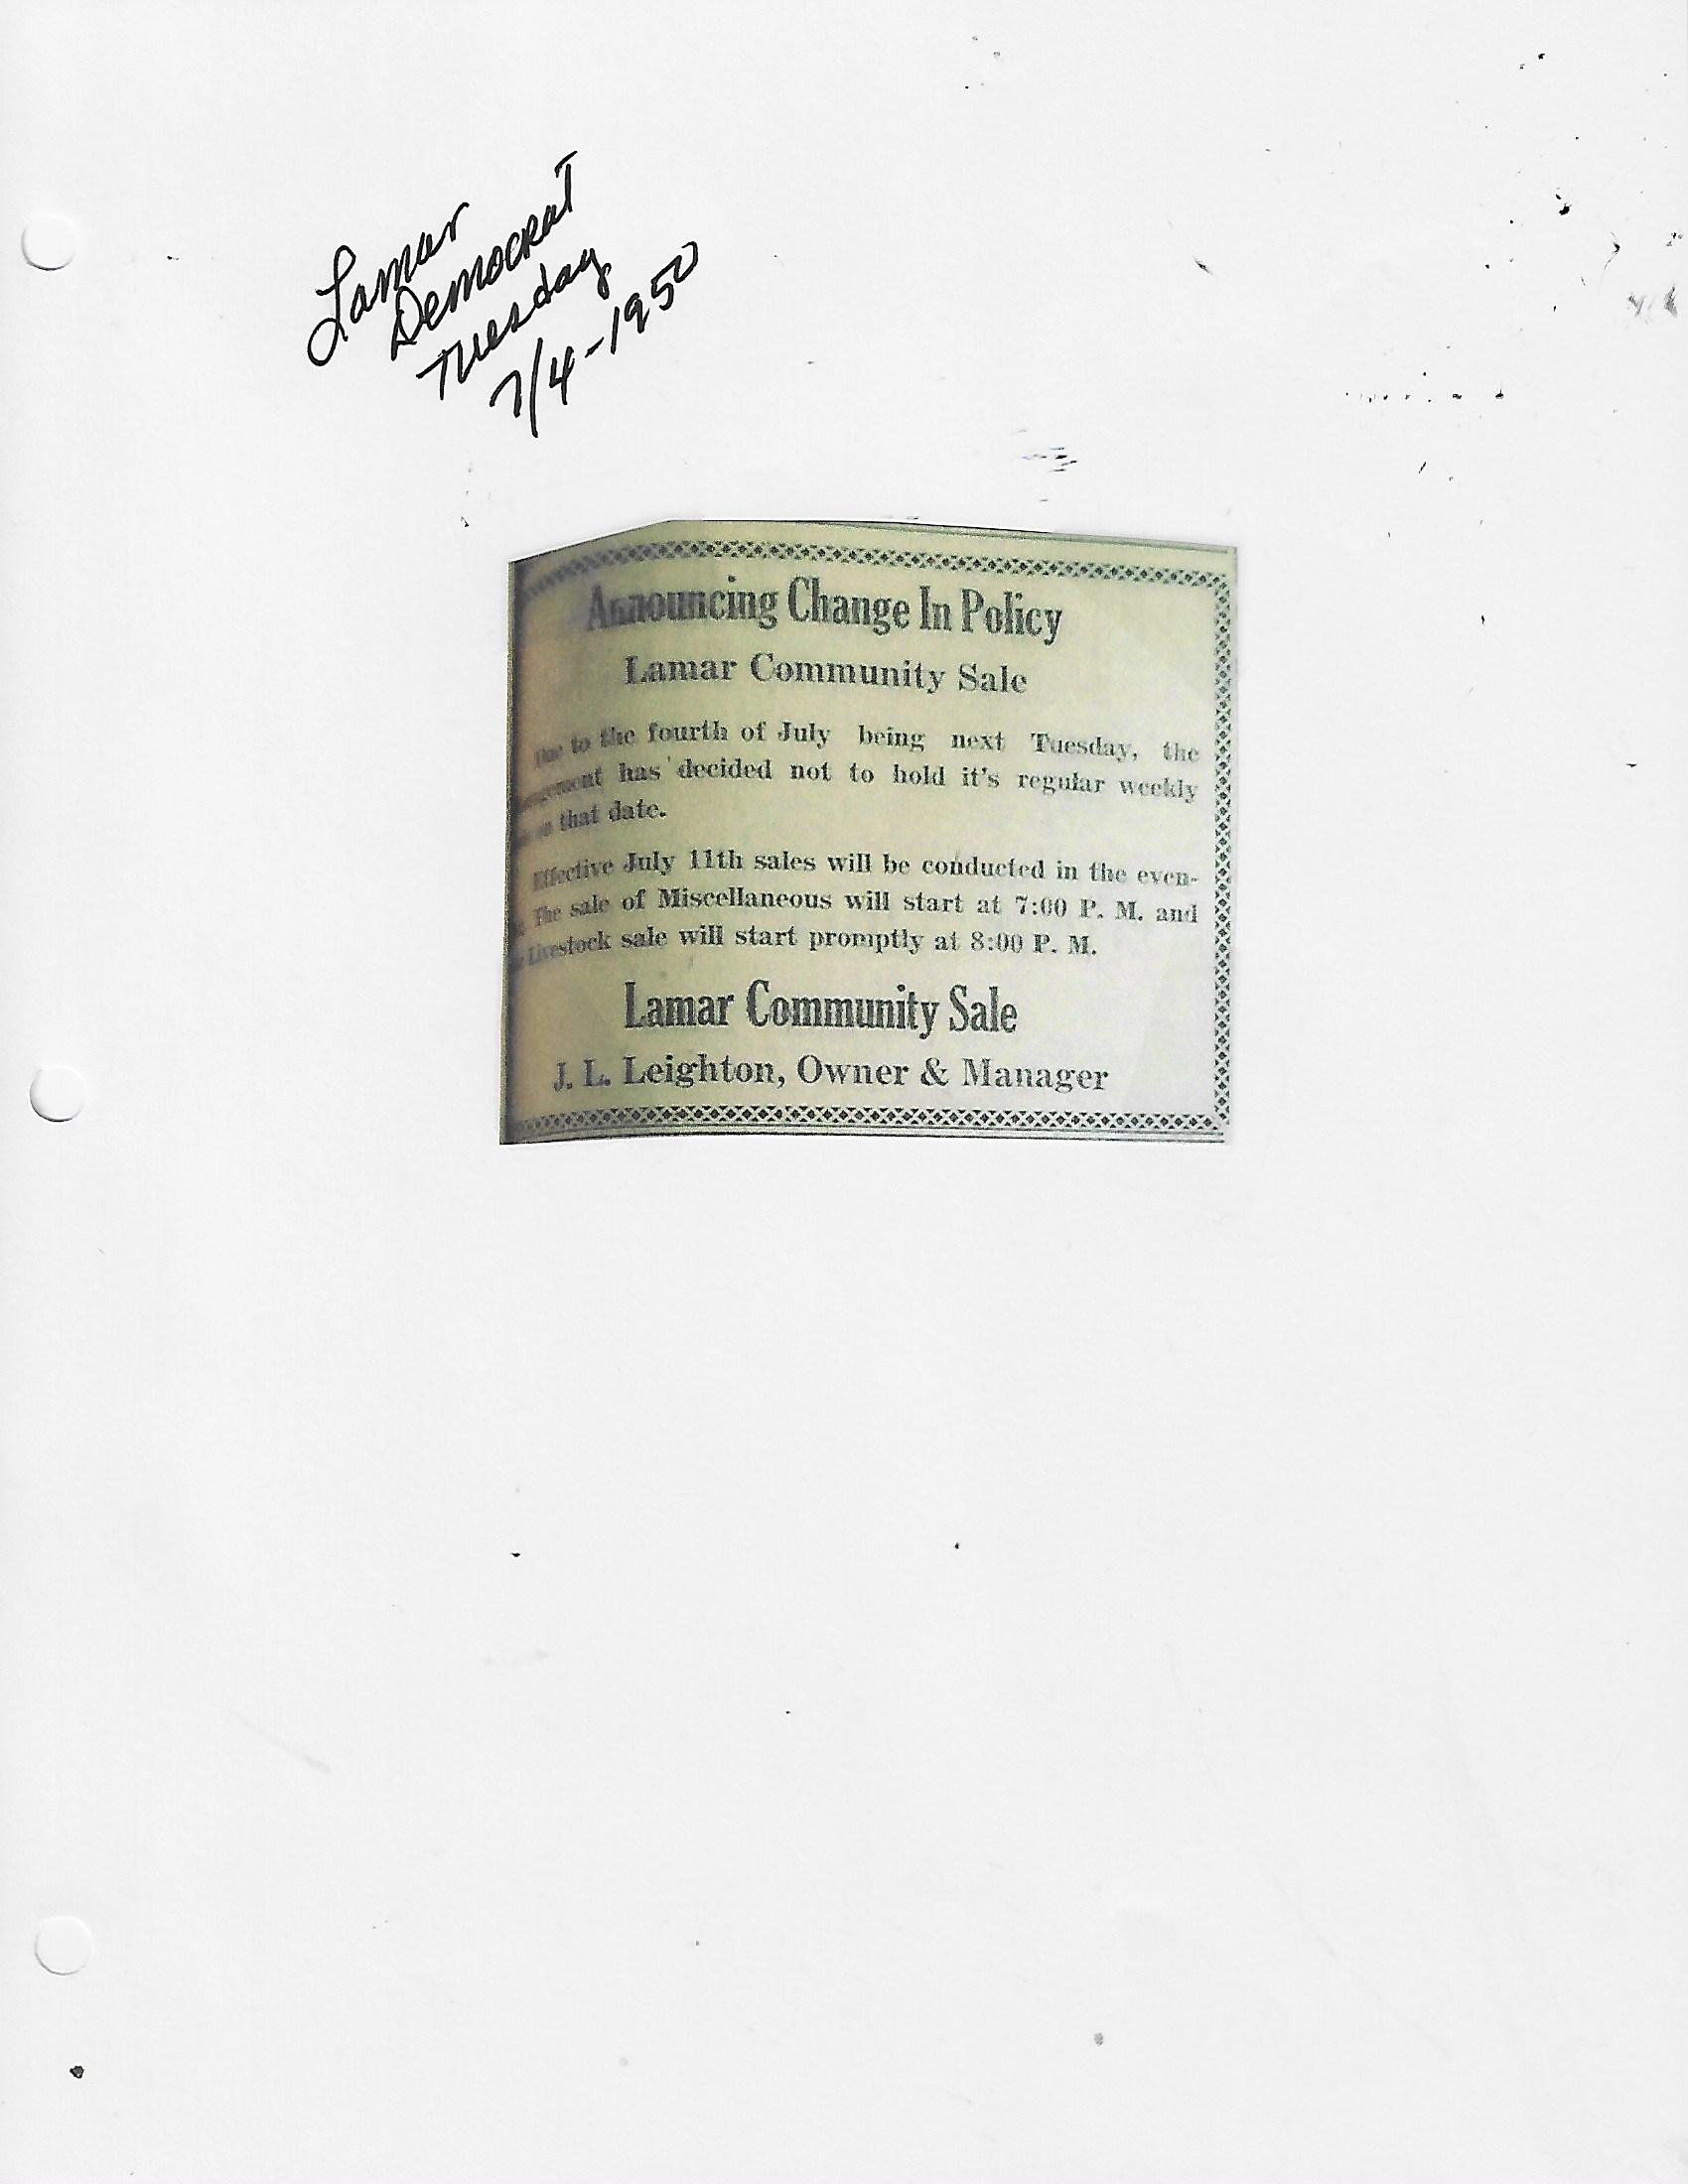 Lamar
Democrat
Tuesday
7/4-1950
Announcing Change In Policy
Lamar Community Sale
Due to the fourth of July being next Tuesday, the
has decided not to hold it's regular weekly
on that date.
Effective July 11th sales will be conducted in the even-
The sale of Miscellaneous will start at 7:00 P. M. and
Livestock sale will start promptly at 8:00 P. M.
Lamar Community Sale
J. L. Leighton, Owner & Manager